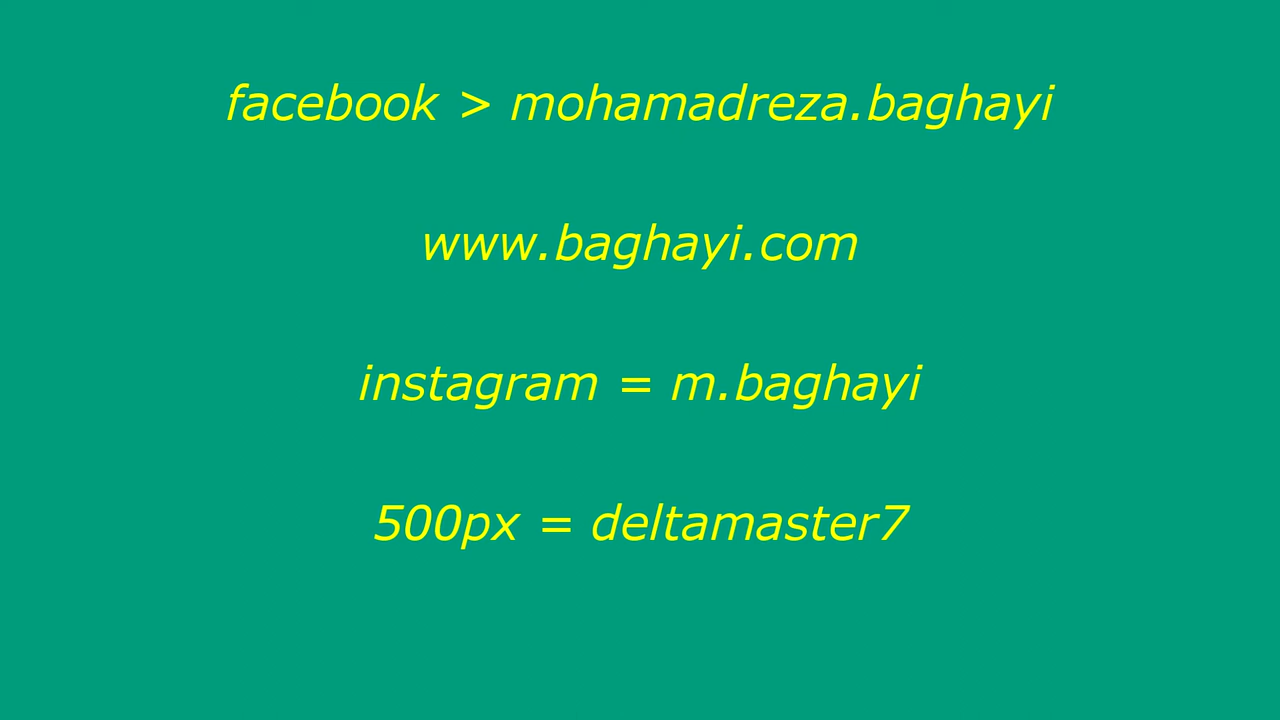 facebook > mohamadreza.baghayi
www.baghayi.com
instagram = m.baghayi
500px = deltamaster7